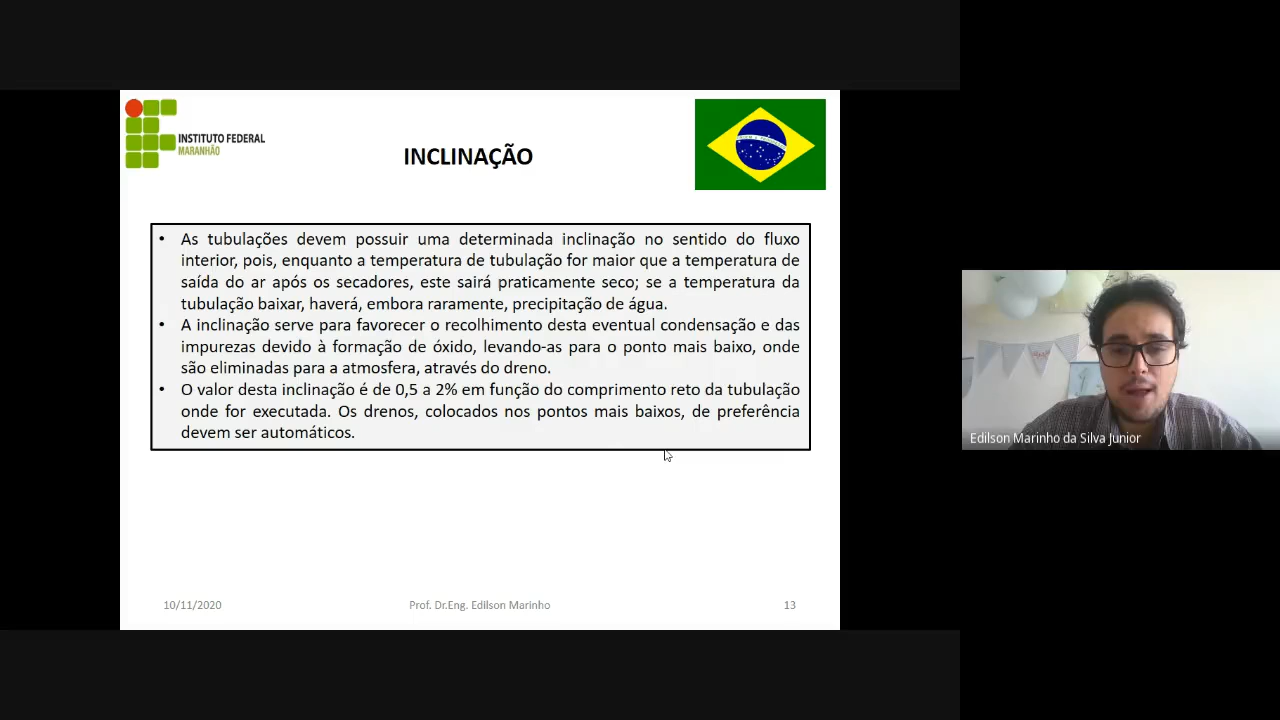 INSTITUTO FEDERAL
MARANHÃO
INCLINAÇÃO
• As tubulações devem possuir uma determinada inclinação no sentido do fluxo
interior, pois, enquanto a temperatura de tubulação for maior que a temperatura de
saída do ar após os secadores, este sairá praticamente seco; se a temperatura da
tubulação baixar, haverá, embora raramente, precipitação de água.
• A inclinação serve para favorecer o recolhimento desta eventual condensação e das
impurezas devido à formação de óxido, levando-as para o ponto mais baixo, onde
são eliminadas para a atmosfera, através do dreno.
• O valor desta inclinação é de 0,5 a 2% em função do comprimento reto da tubulação
onde for executada. Os drenos, colocados nos pontos mais baixos, de preferência
devem ser automáticos.
10/11/2020
Prof. Dr.Eng. Edilson Marinho
13
Edilson Marinho da Silva Junior